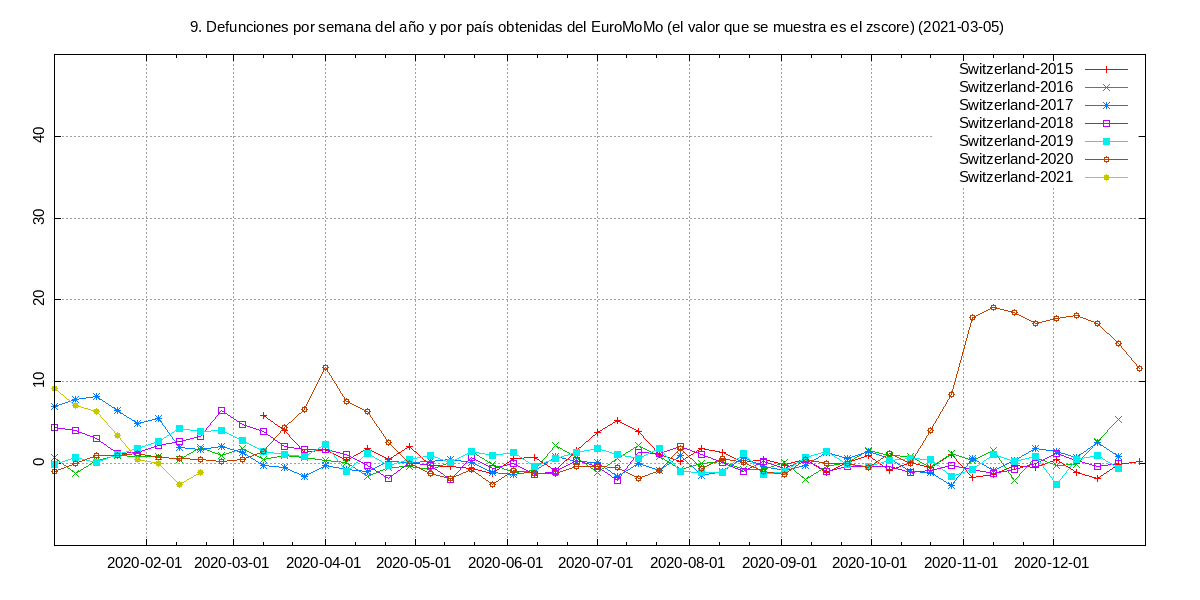 9. Defunciones por semana del año y por país obtenidas del EuroMoMo (el valor que se muestra es el zscore) (2021-03-05)
Switzerland-2015
Switzerland-2016
Switzerland-2017
Switzerland-2018
Switzerland-2019
Switzerland-2020
Switzerland-2021
40
30
20
10
0
2020-02-01 2020-03-01 2020-04-01 2020-05-01 2020-06-01 2020-07-01 2020-08-01 2020-09-01 2020-10-01 2020-11-01 2020-12-01